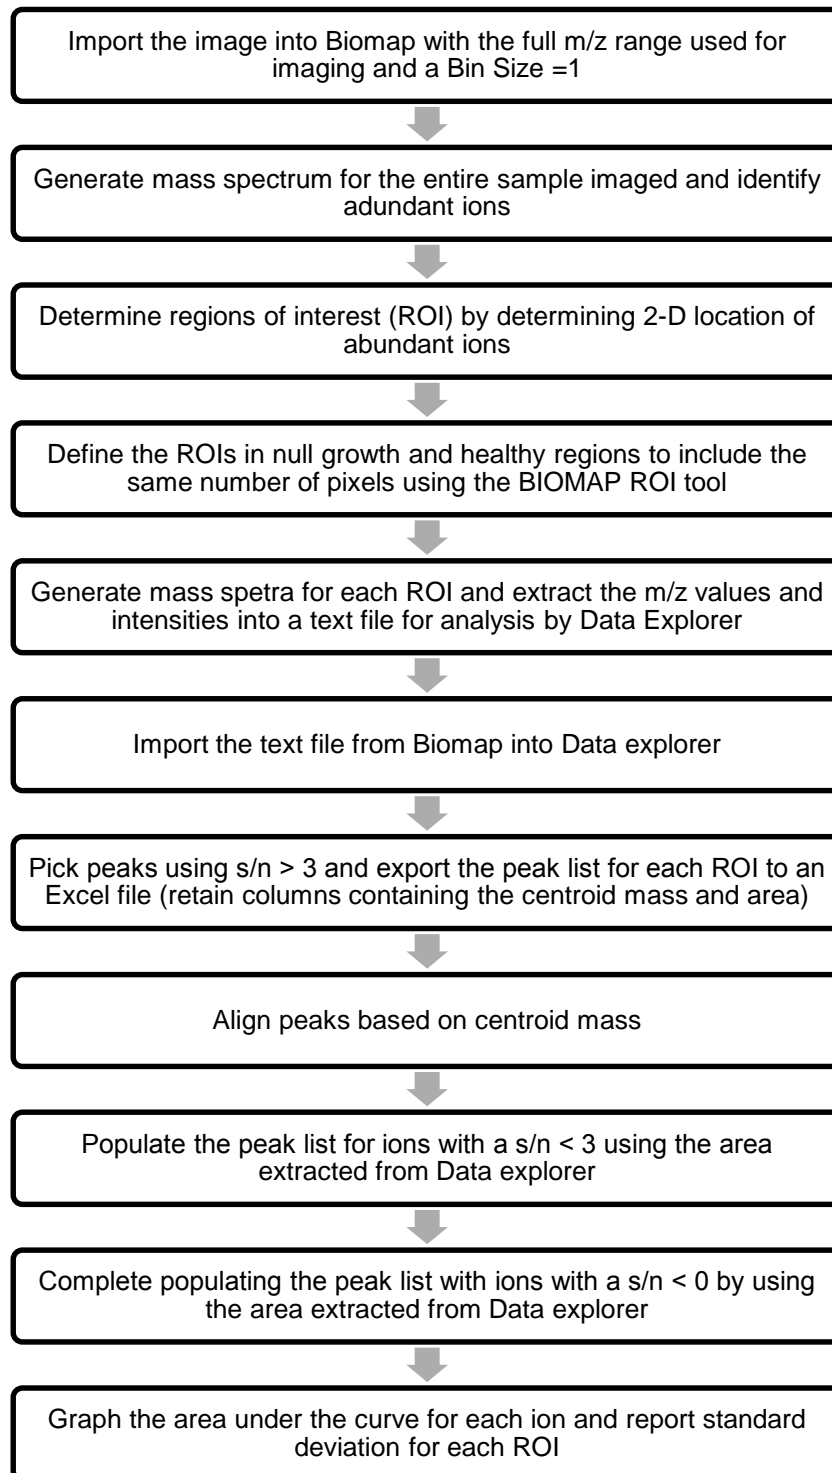 Import the image into Biomap with the full m/z range used for
imaging and a Bin Size =1
Generate mass spectrum for the entire sample imaged and identify
adundant ions
Determine regions of interest (ROI) by determining 2-D location of
abundant ions
Define the ROIs in null growth and healthy regions to include the
same number of pixels using the BIOMAP ROI tool
Generate mass spetra for each ROI and extract the m/z values and
intensities into a text file for analysis by Data Explorer
Import the text file from Biomap into Data explorer
Pick peaks using s/n > 3 and export the peak list for each ROI to an
Excel file (retain columns containing the centroid mass and area)
Align peaks based on centroid mass
Populate the peak list for ions with a s/n < 3 using the area
extracted from Data explorer
Complete populating the peak list with ions with a s/n < 0 by using
the area extracted from Data explorer
Graph the area under the curve for each ion and report standard
deviation for each ROI